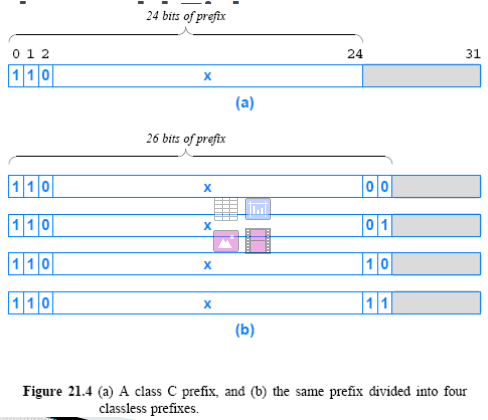 24 bits of prefix
0 1 2 24 31
1 1 0 x
(a)
26 bits of prefix
1 1 0 x 0 0
1 1 0 x 0 1
1 1 0 x 1 0
1 1 0 x 1 1
(b)
Figure 21.4 (a) A class C prefix, and (b) the same prefix divided into four
classless prefixes.